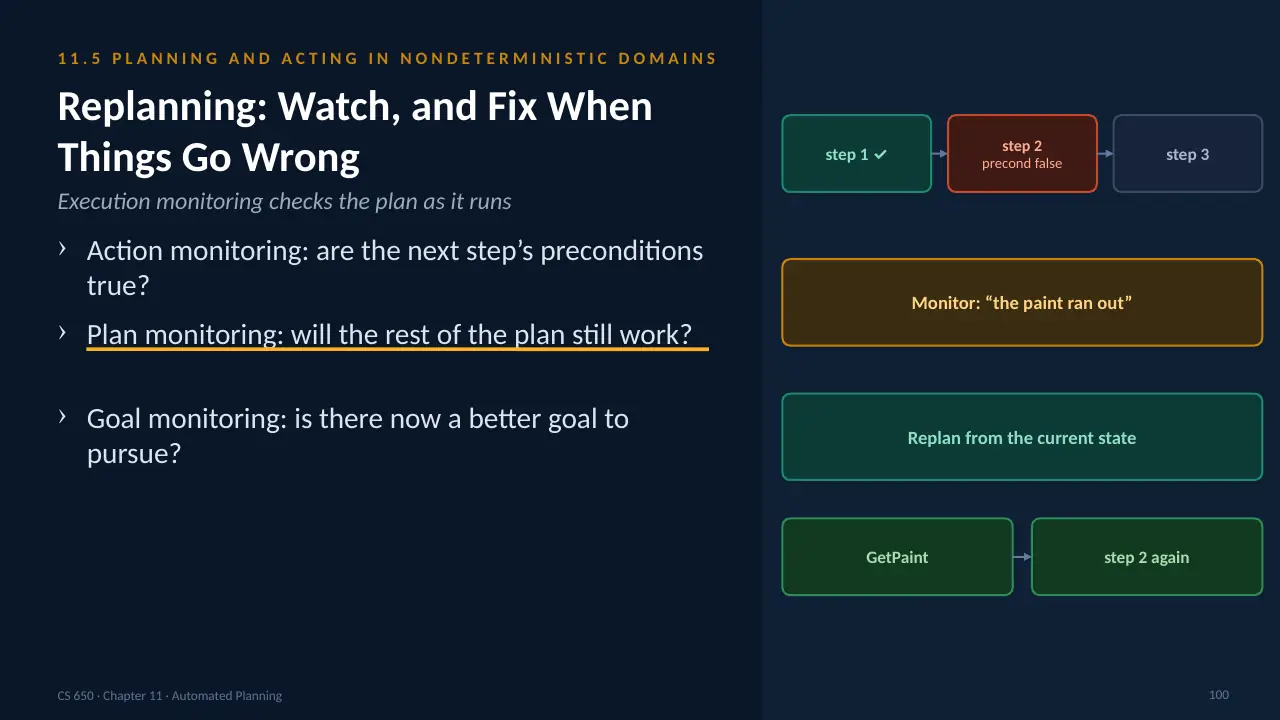 11.5 PLANNING AND ACTING IN NONDETERMINISTIC DOMAINS
Replanning: Watch, and Fix When
Things Go Wrong
Execution monitoring checks the plan as it runs
› Action monitoring: are the next step’s preconditions
true?
› Plan monitoring: will the rest of the plan still work?
› Goal monitoring: is there now a better goal to
pursue?
step 1 ✓
step 2
precond false
step 3
Monitor: “the paint ran out”
Replan from the current state
GetPaint
step 2 again
CS 650 · Chapter 11 · Automated Planning
100